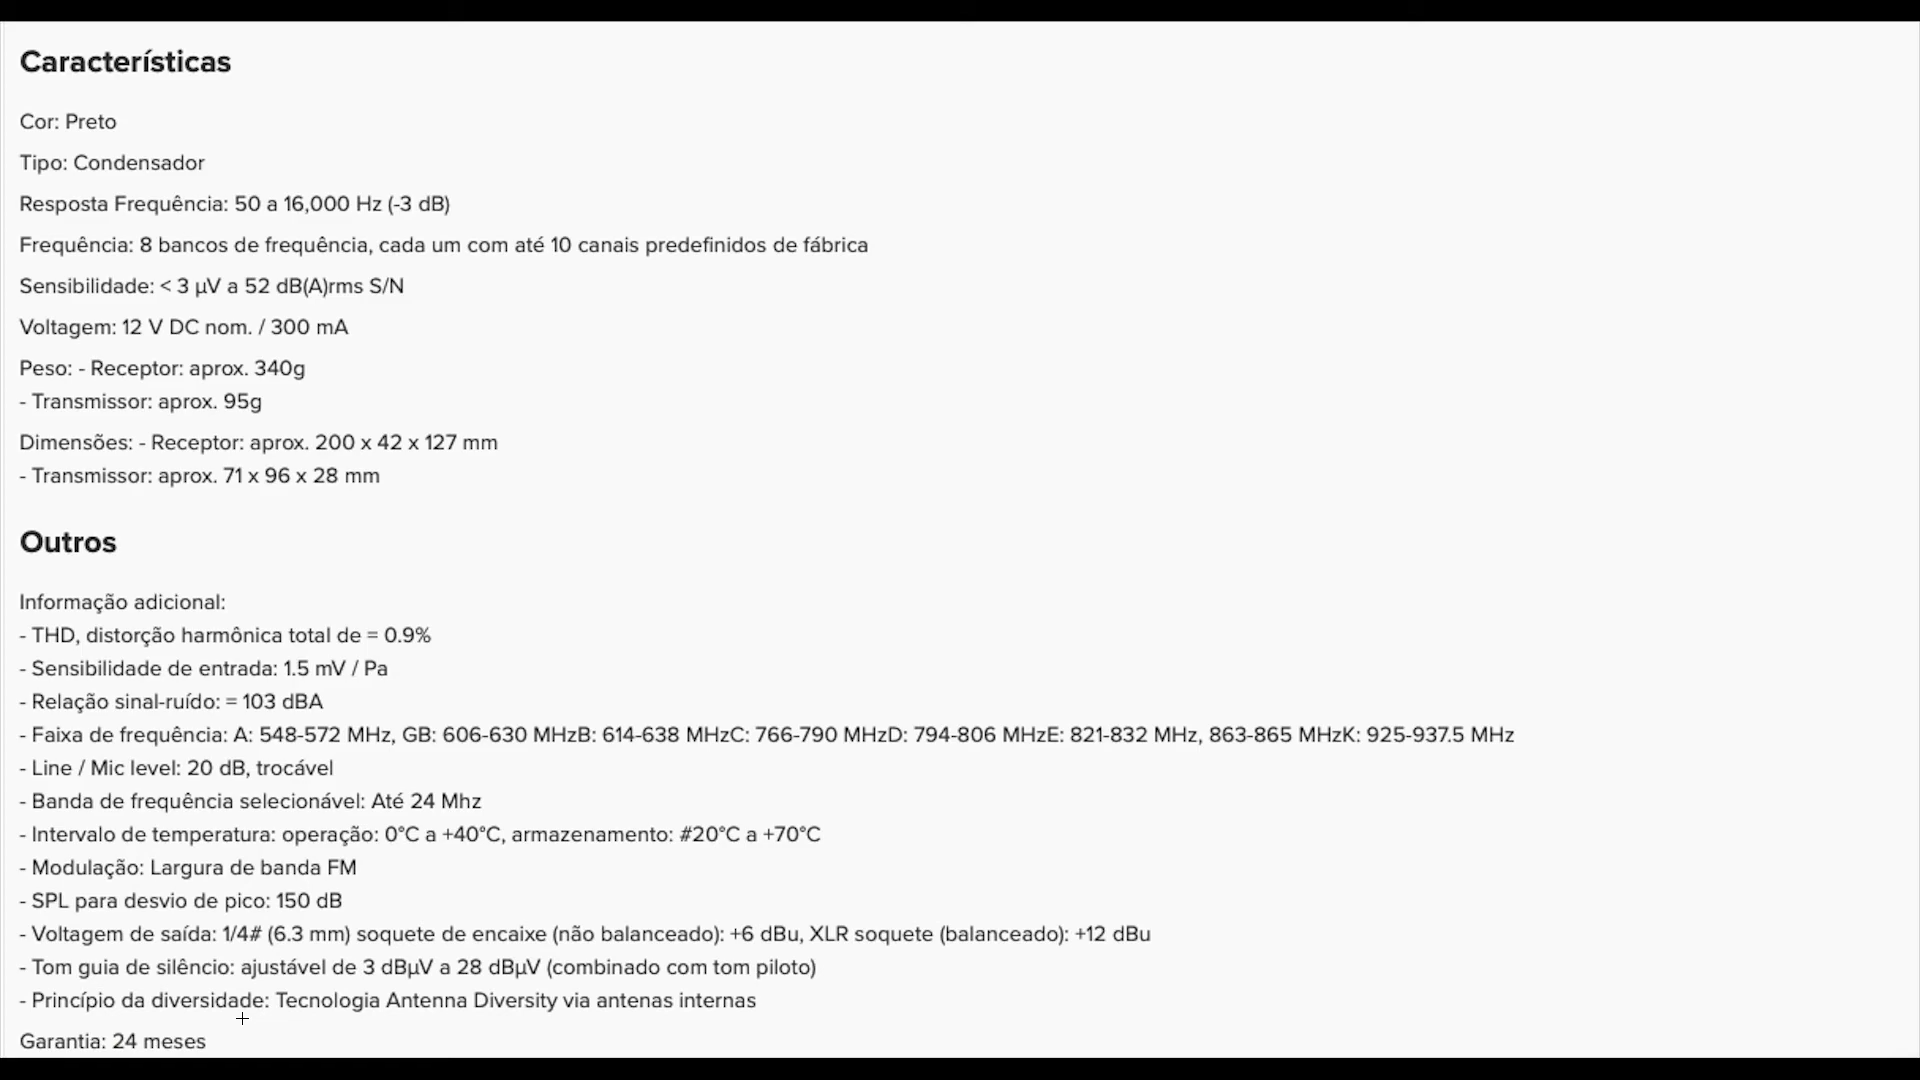 Características
Cor: Preto
Tipo: Condensador
Resposta Frequência: 50 a 16,000 Hz (-3 dB)
Frequência: 8 bancos de frequência, cada um com até 10 canais predefinidos de fábrica
Sensibilidade: < 3 µV a 52 dB(A)rms S/N
Voltagem: 12 V DC nom. / 300 mA
Peso: - Receptor: aprox. 340g
- Transmissor: aprox. 95g
Dimensões: - Receptor: aprox. 200 x 42 x 127 mm
- Transmissor: aprox. 71 x 96 x 28 mm
Outros
Informação adicional:
- THD, distorção harmônica total de = 0.9%
- Sensibilidade de entrada: 1.5 mV / Pa
- Relação sinal-ruído: = 103 dBA
- Faixa de frequência: A: 548-572 MHz, GB: 606-630 MHzB: 614-638 MHzC: 766-790 MHzD: 794-806 MHzE: 821-832 MHz, 863-865 MHzK: 925-937.5 MHz
- Line / Mic level: 20 dB, trocável
- Banda de frequência selecionável: Até 24 Mhz
- Intervalo de temperatura: operação: 0°C a +40°C, armazenamento: #20°C a +70°C
- Modulação: Largura de banda FM
- SPL para desvio de pico: 150 dB
- Voltagem de saída: 1/4# (6.3 mm) soquete de encaixe (não balanceado): +6 dBu, XLR soquete (balanceado): +12 dBu
- Tom guia de silêncio: ajustável de 3 dBµV a 28 dBµV (combinado com tom piloto)
- Princípio da diversidade: Tecnologia Antenna Diversity via antenas internas
Garantia: 24 meses